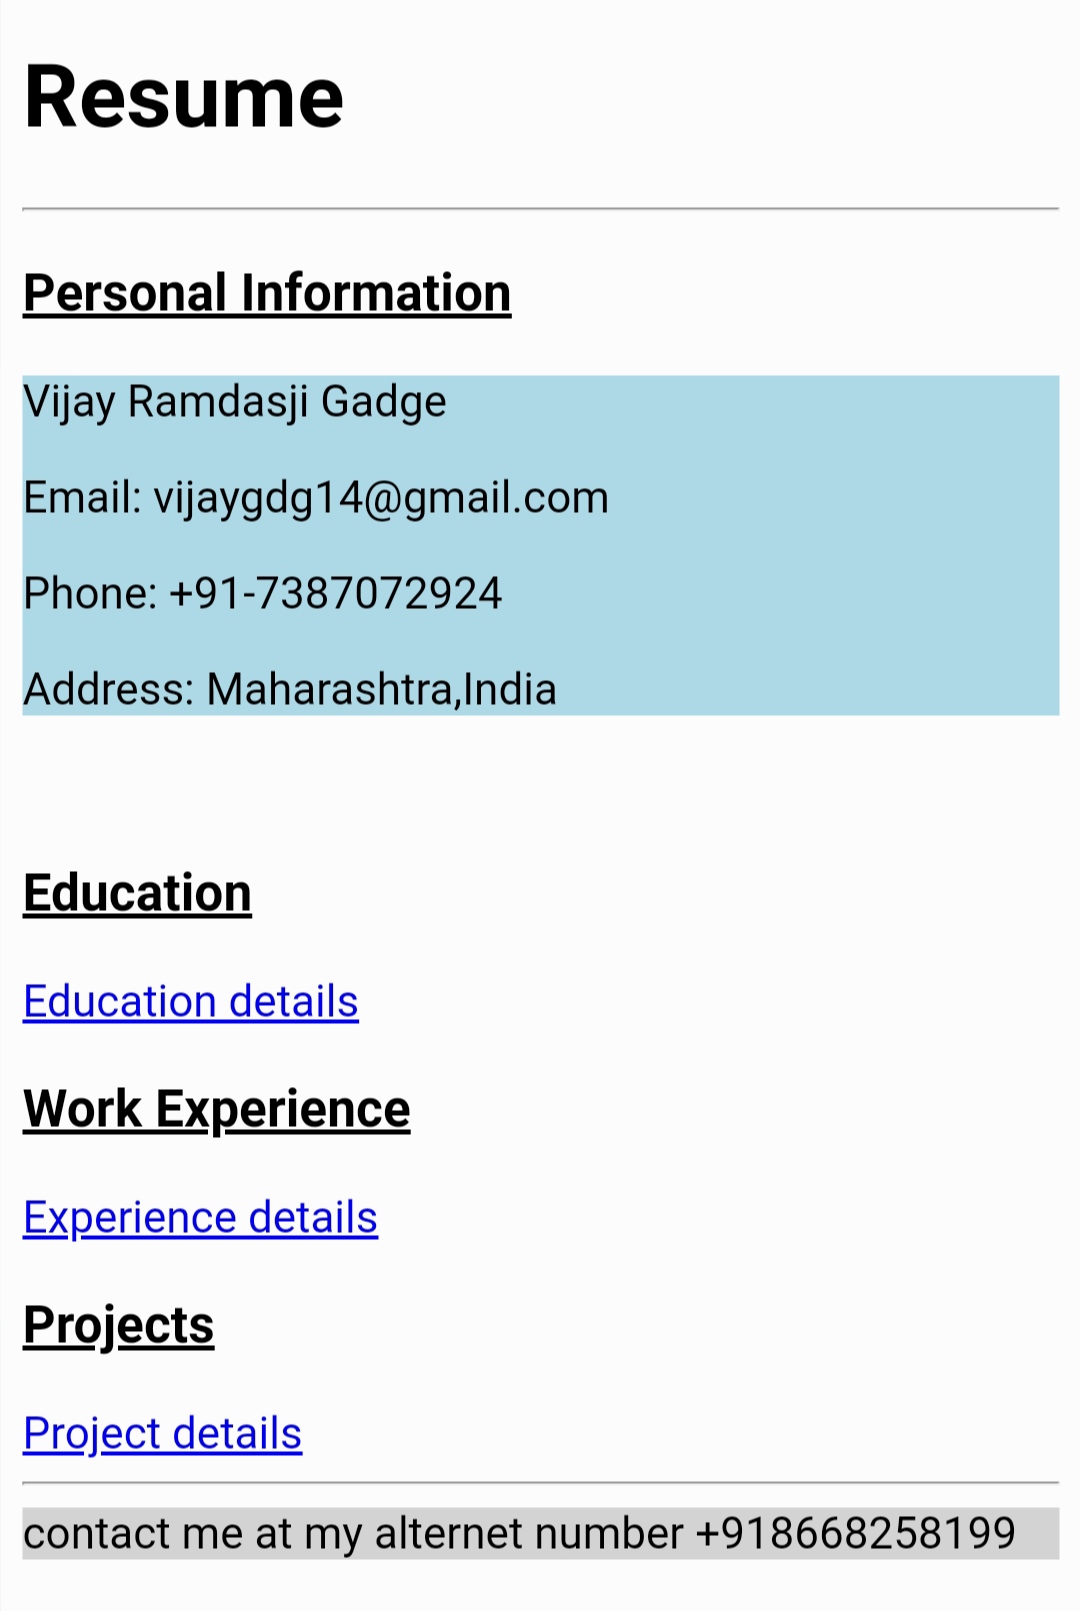 Resume
Personal Information
Vijay Ramdasji Gadge
Email: vijaygdg14@gmail.com
Phone: +91-7387072924
Address: Maharashtra,India
Education
Education details
Work Experience
Experience details
Projects
Project details
contact me at my alternet number +918668258199